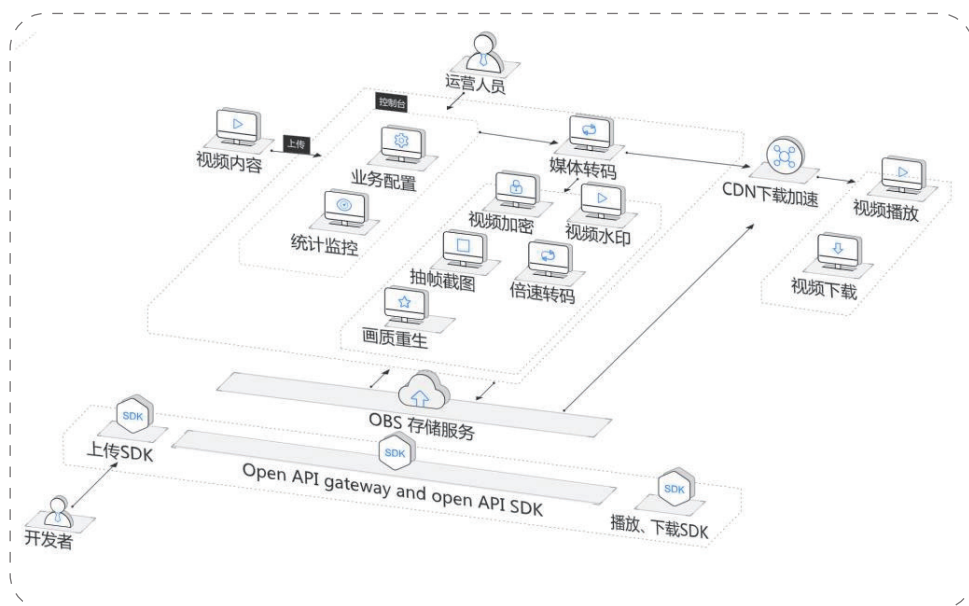 运营人员
控制台
视频内容
上传
业务配置
媒体转码
CDN下载加速
视频播放
统计监控
视频加密
视频水印
抽帧截图
倍速转码
视频下载
画质重生
OBS 存储服务
SDK
上传SDK
SDK
Open API gateway and open API SDK
SDK
播放、下载SDK
开发者